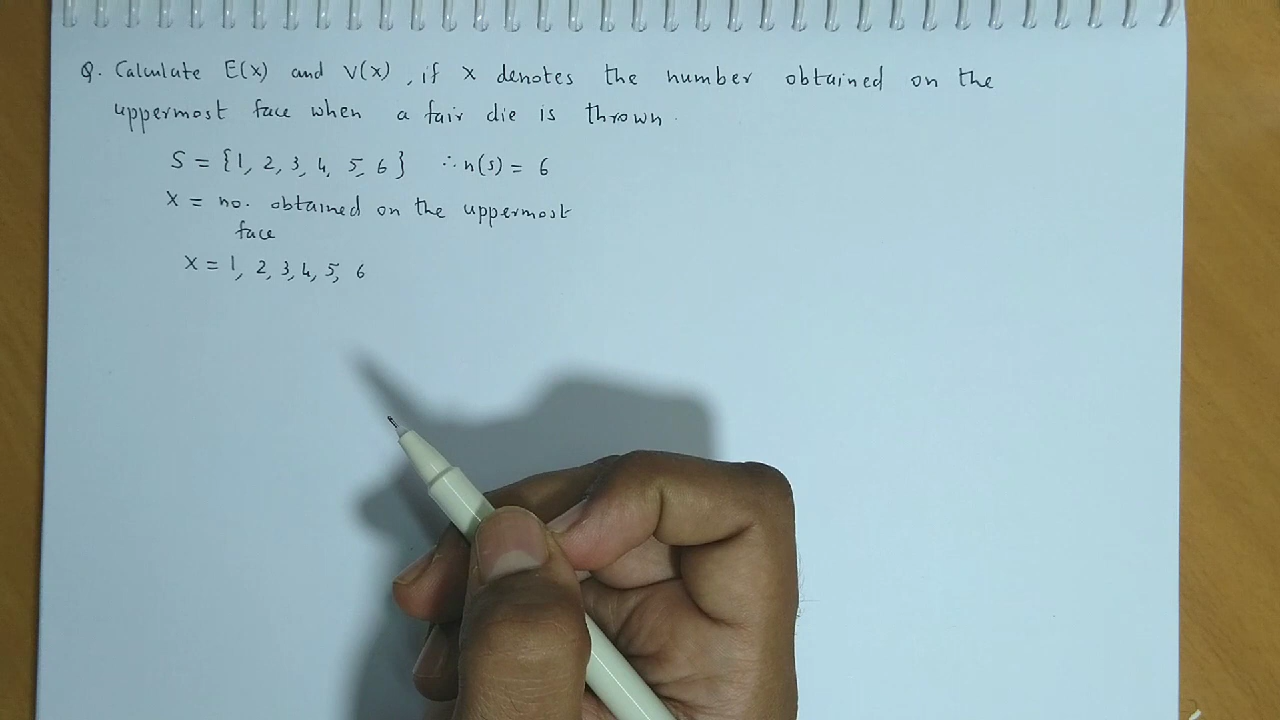 Q. Calculate E(x) and V(x), if x denotes the number obtained on the
uppermost face when a fair die is thrown.
S = {1, 2, 3, 4, 5, 6} ∴ n(s) = 6
X = no. obtained on the uppermost
face
X = 1, 2, 3, 4, 5, 6